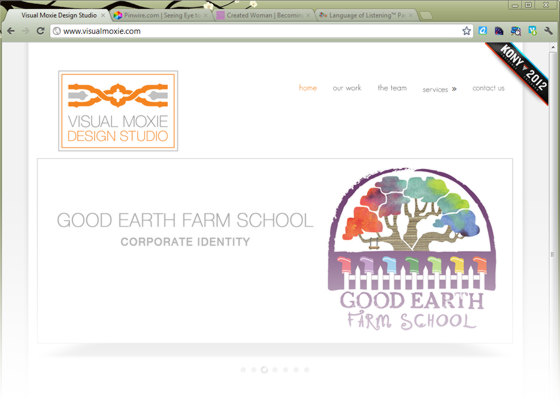 Visual Moxie Design Studio
Pinwire.com | Seeing Eye to
Created Woman | Becomin
Language of Listening™ Pa
www.visualmoxie.com
KONY ▼ 2012
VISUAL MOXIE
DESIGN STUDIO
home our work the team services » contact us
GOOD EARTH FARM SCHOOL
CORPORATE IDENTITY
GOOD EARTH
FARM SCHOOL